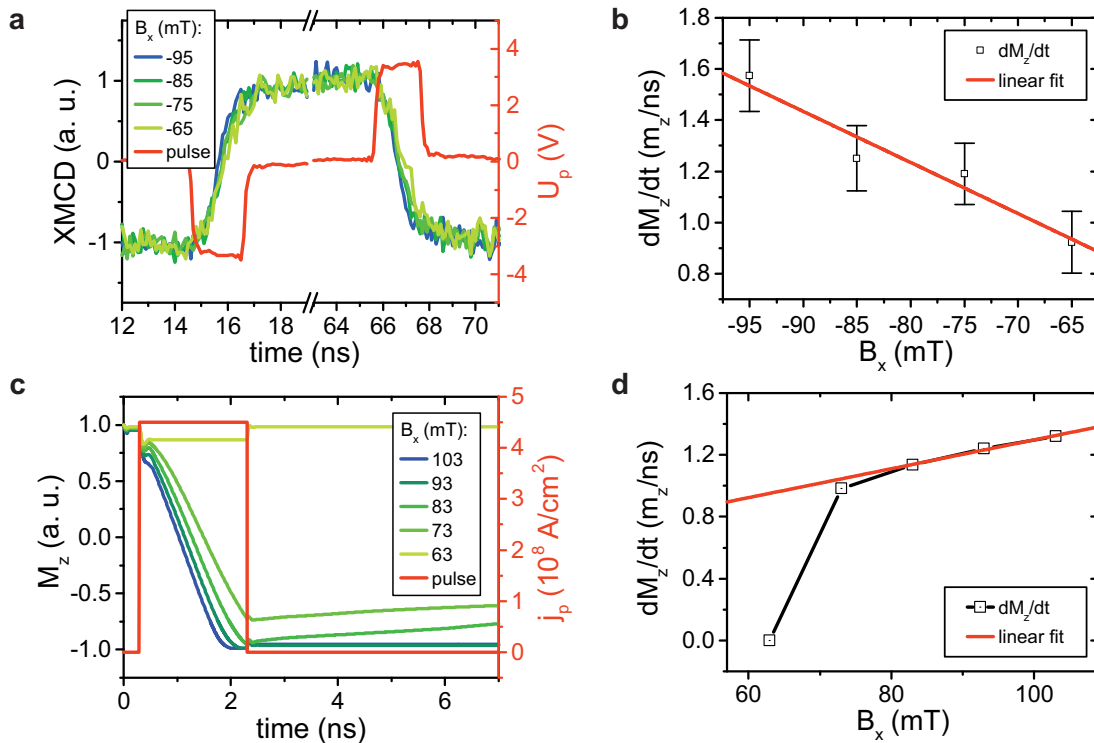 a
B_x (mT):
-95
-85
-75
-65
pulse
XMCD (a. u.)
1
0
-1
4
2
0
-2
-4
U_p (V)
12 14 16 64 66 68 70
time (ns)
b
dM_z/dt
linear fit
dM_z/dt (m_z/ns)
1.6
1.4
1.2
1.0
0.8
-95 -90 -85 -80 -75 -70 -65
B_x (mT)
c
B_x (mT):
103
93
83
73
63
pulse
M_z (a. u.)
1.0
0.5
0.0
-0.5
-1.0
5
4
3
2
1
0
j_p (10^8 A/cm^2)
0 2 4 6
time (ns)
d
dM_z/dt
linear fit
dM_z/dt (m_z/ns)
1.6
1.2
0.8
0.4
0.0
60 80 100
B_x (mT)